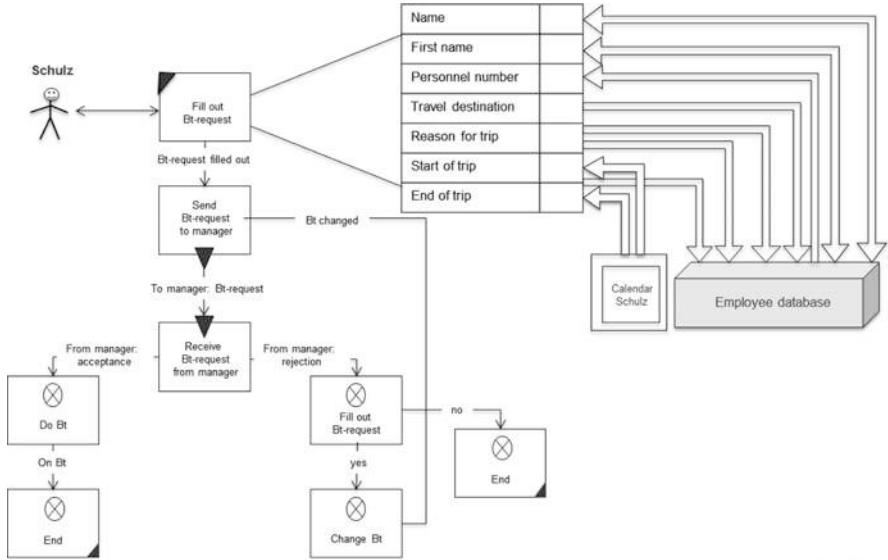 Name
First name
Personnel number
Travel destination
Reason for trip
Start of trip
End of trip
Schulz
Fill out
Bt-request
Bt-request filled out
Send
Bt-request
to manager
Bt changed
To manager: Bt-request
Calendar
Schulz
Employee database
Receive
Bt-request
from manager
From manager:
acceptance
From manager:
rejection
Do Bt
Fill out
Bt-request
no
On Bt
yes
End
End
Change Bt